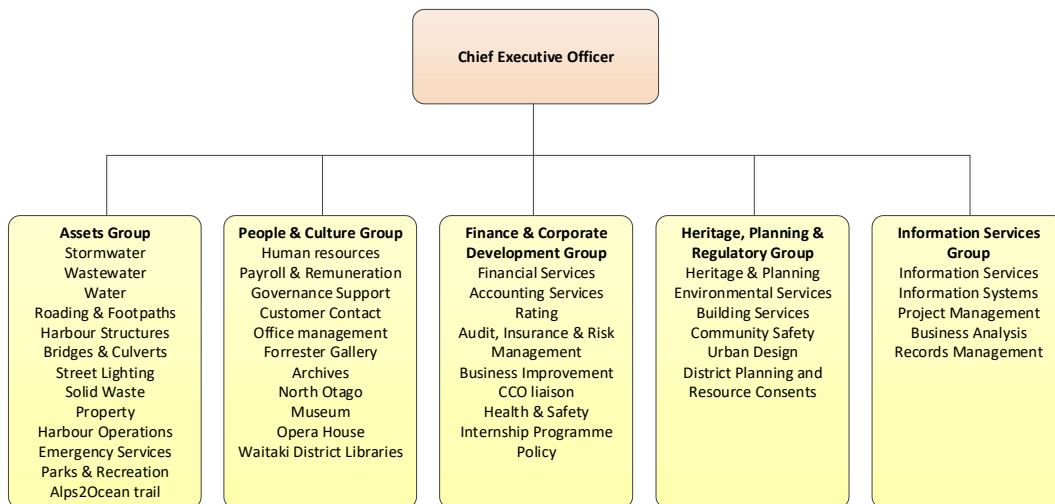 Chief Executive Officer
Assets Group
Stormwater
Wastewater
Water
Roading & Footpaths
Harbour Structures
Bridges & Culverts
Street Lighting
Solid Waste
Property
Harbour Operations
Emergency Services
Parks & Recreation
Alps2Ocean trail
People & Culture Group
Human resources
Payroll & Remuneration
Governance Support
Customer Contact
Office management
Forrester Gallery
Archives
North Otago
Museum
Opera House
Waitaki District Libraries
Finance & Corporate
Development Group
Financial Services
Accounting Services
Rating
Audit, Insurance & Risk
Management
Business Improvement
CCO liaison
Health & Safety
Internship Programme
Policy
Heritage, Planning &
Regulatory Group
Heritage & Planning
Environmental Services
Building Services
Community Safety
Urban Design
District Planning and
Resource Consents
Information Services
Group
Information Services
Information Systems
Project Management
Business Analysis
Records Management